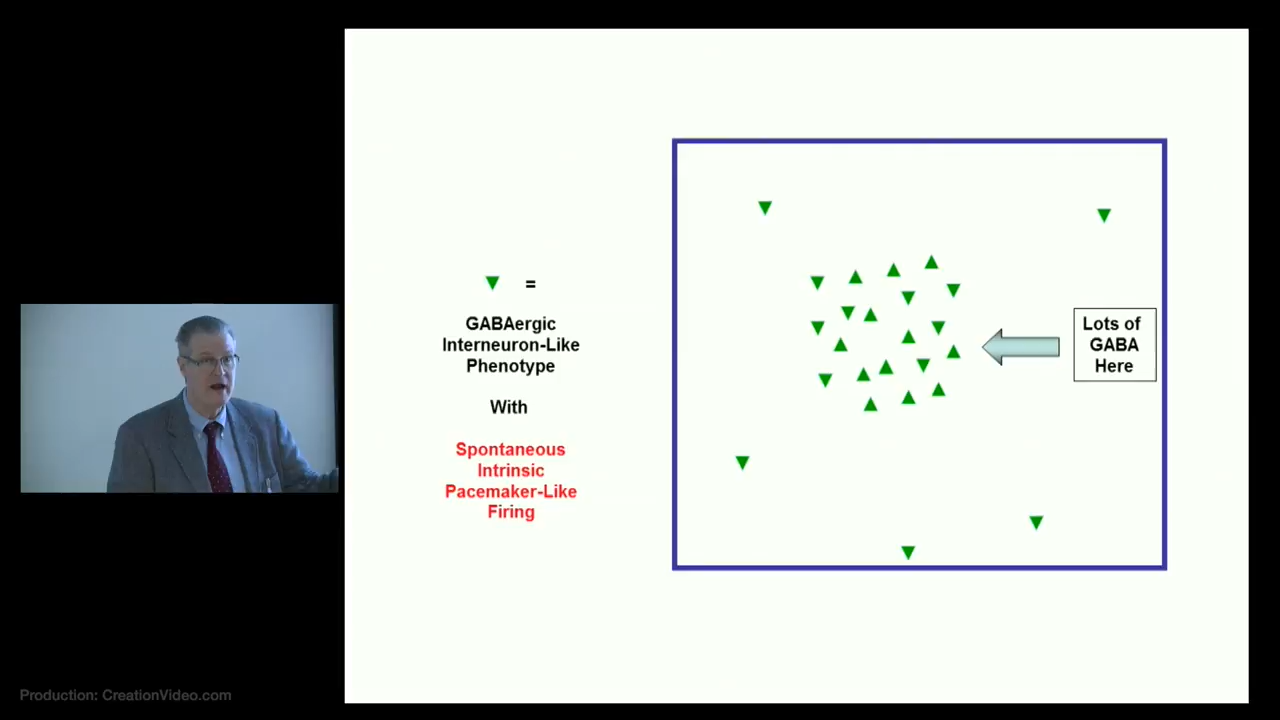 =
GABAergic
Interneuron-Like
Phenotype
With
Spontaneous
Intrinsic
Pacemaker-Like
Firing
Lots of
GABA
Here
Production: CreationVideo.com